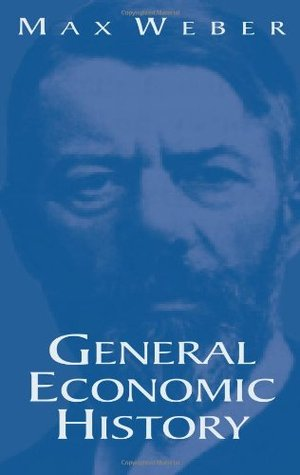 MAX WEBER
GENERAL
ECONOMIC
HISTORY